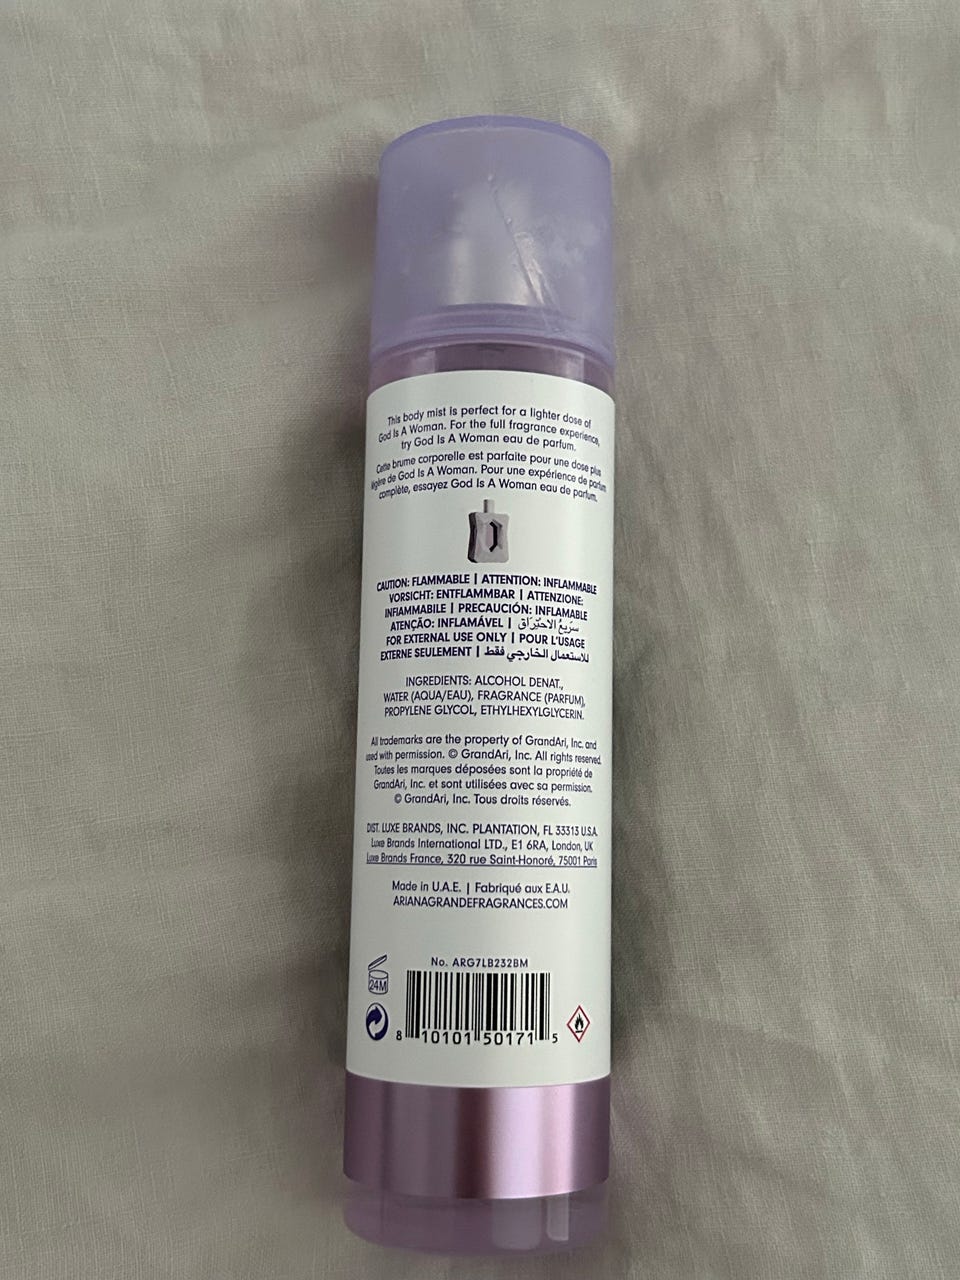 This body mist is perfect for a lighter dose of
God Is A Woman. For the full fragrance experience,
try God Is A Woman eau de parfum.
Cette brume corporelle est parfaite pour une dose plus
légère de God Is A Woman. Pour une expérience de parfum
complète, essayez God Is A Woman eau de parfum.
CAUTION: FLAMMABLE | ATTENTION: INFLAMMABLE
VORSICHT: ENTFLAMMBAR | ATTENZIONE:
INFIAMMABILE | PRECAUCIÓN: INFLAMABLE
ATENÇÃO: INFLAMÁVEL | سَريعُ الاحْتِرَاق
FOR EXTERNAL USE ONLY | POUR L'USAGE
EXTERNE SEULEMENT | للاستعمال الخارجي فقط
INGREDIENTS: ALCOHOL DENAT.,
WATER (AQUA/EAU), FRAGRANCE (PARFUM),
PROPYLENE GLYCOL, ETHYLHEXYLGLYCERIN.
All trademarks are the property of GrandAri, Inc. and
used with permission. © GrandAri, Inc. All rights reserved.
Toutes les marques déposées sont la propriété de
GrandAri, Inc. et sont utilisées avec sa permission.
© GrandAri, Inc. Tous droits réservés.
DIST. LUXE BRANDS, INC. PLANTATION, FL 33313 U.S.A.
Luxe Brands International LTD., E1 6RA, London, UK
Luxe Brands France, 320 rue Saint-Honoré, 75001 Paris
Made in U.A.E. | Fabriqué aux E.A.U.
ARIANAGRANDEFRAGRANCES.COM
No. ARG7LB232BM
24M
8 10101 50171 5